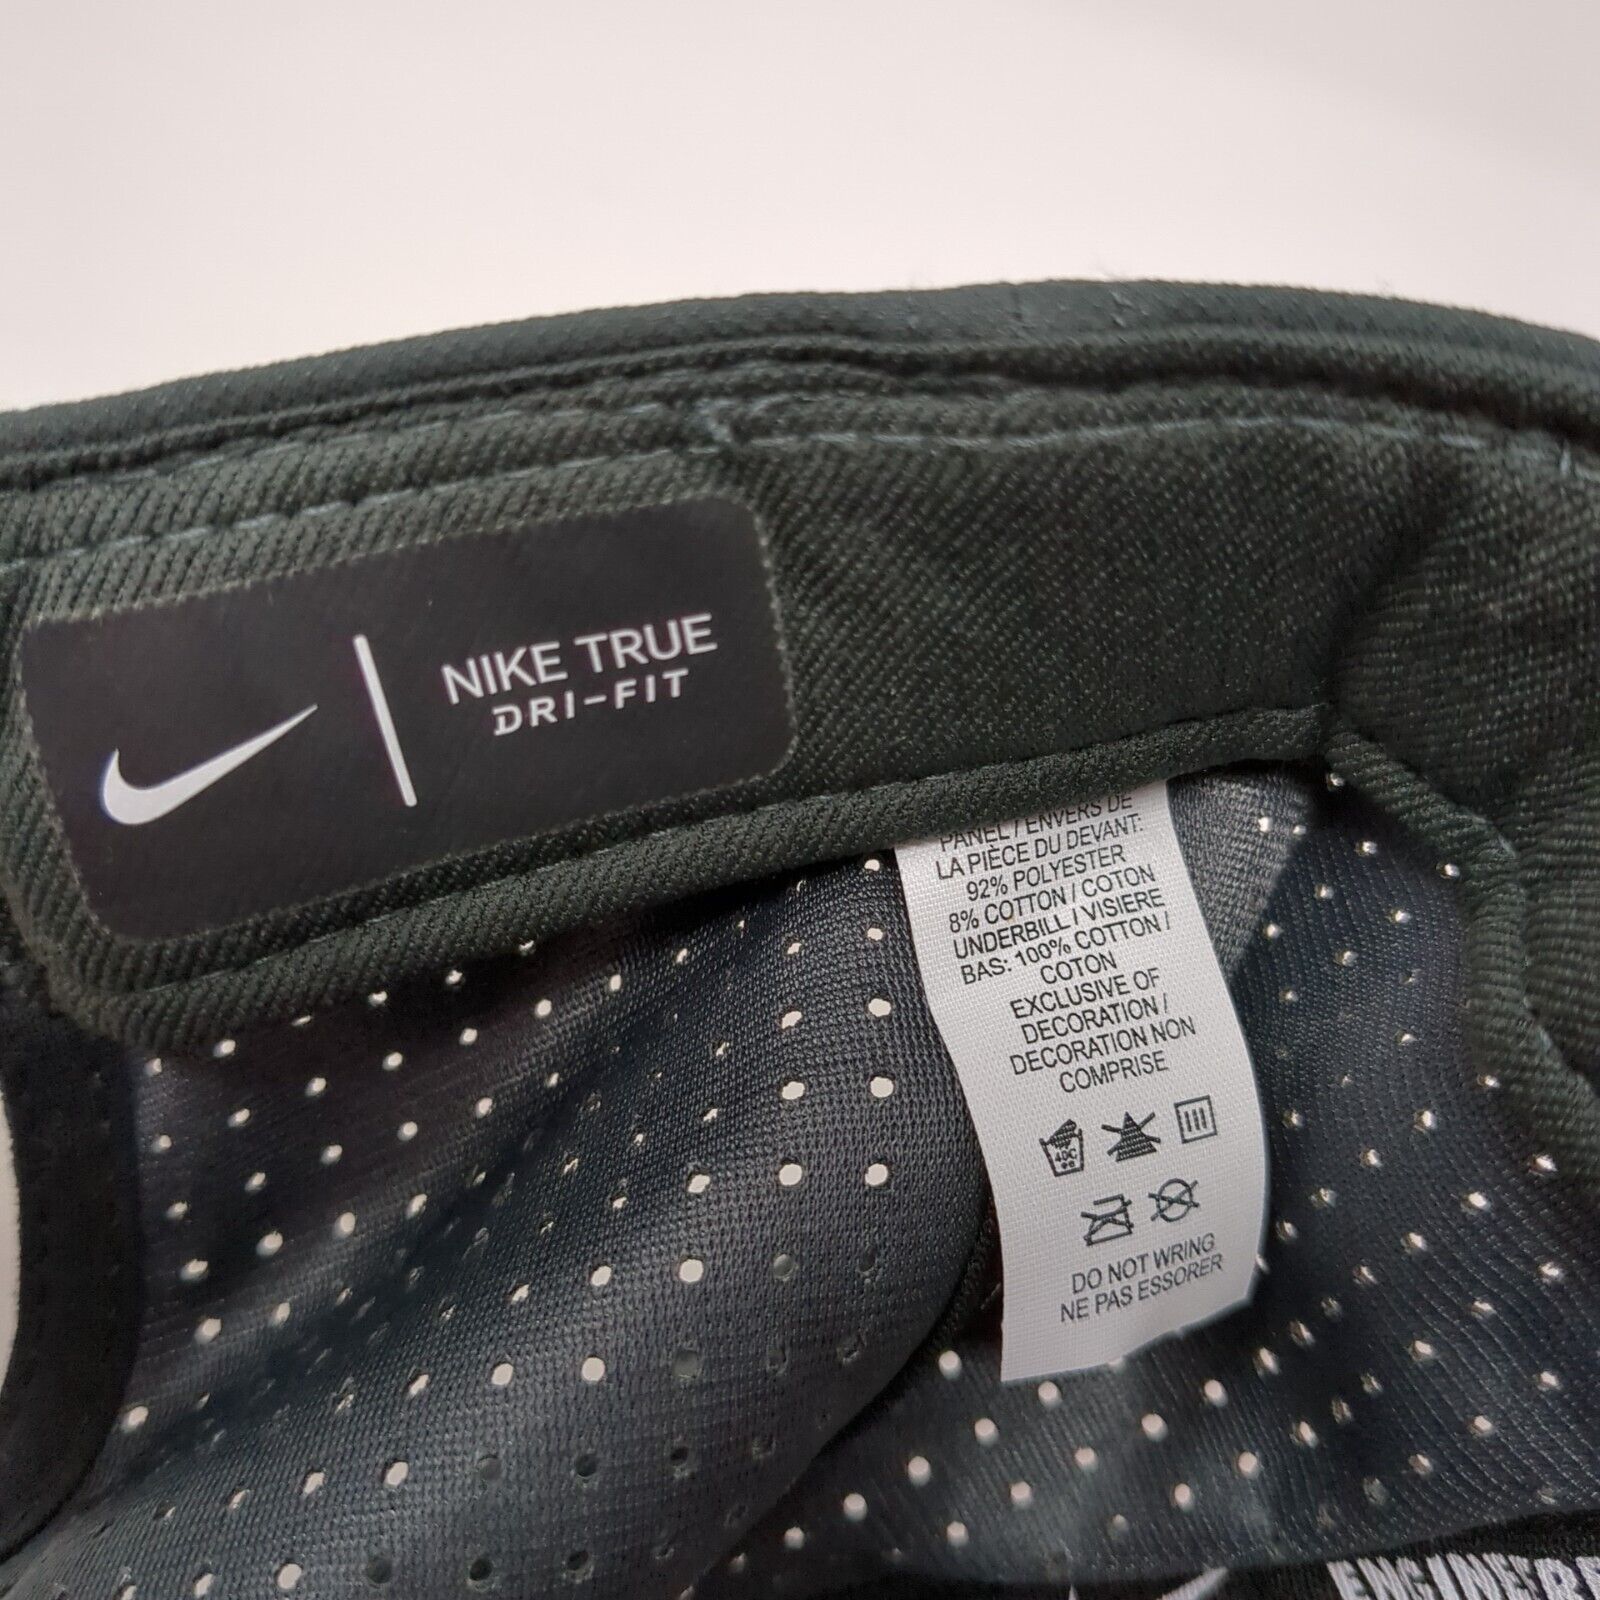 NIKE TRUE
DRI-FIT
PANEL / ENVERS DE
LA PIÈCE DU DEVANT:
92% POLYESTER
8% COTTON / COTON
UNDERBILL / VISIERE
BAS: 100% COTTON /
COTON
EXCLUSIVE OF
DECORATION /
DECORATION NON
COMPRISE
40C
DO NOT WRING
NE PAS ESSORER